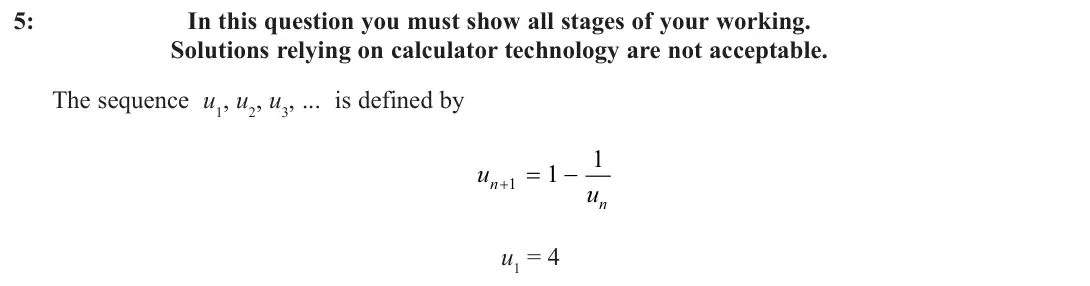 5: In this question you must show all stages of your working.
Solutions relying on calculator technology are not acceptable.
The sequence u₁, u₂, u₃, ... is defined by
uₙ₊₁ = 1 − 1/uₙ
u₁ = 4